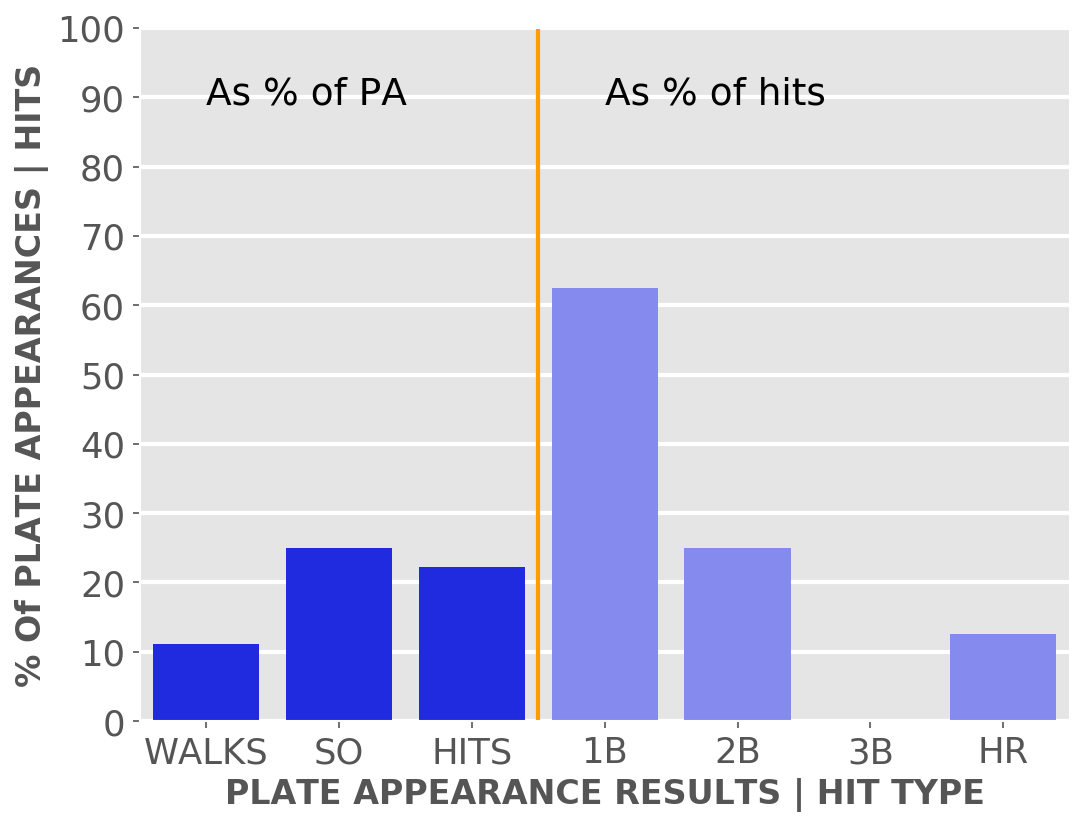 % Of PLATE APPEARANCES | HITS
100
90
80
70
60
50
40
30
20
10
0
As % of PA
As % of hits
WALKS SO HITS 1B 2B 3B HR
PLATE APPEARANCE RESULTS | HIT TYPE